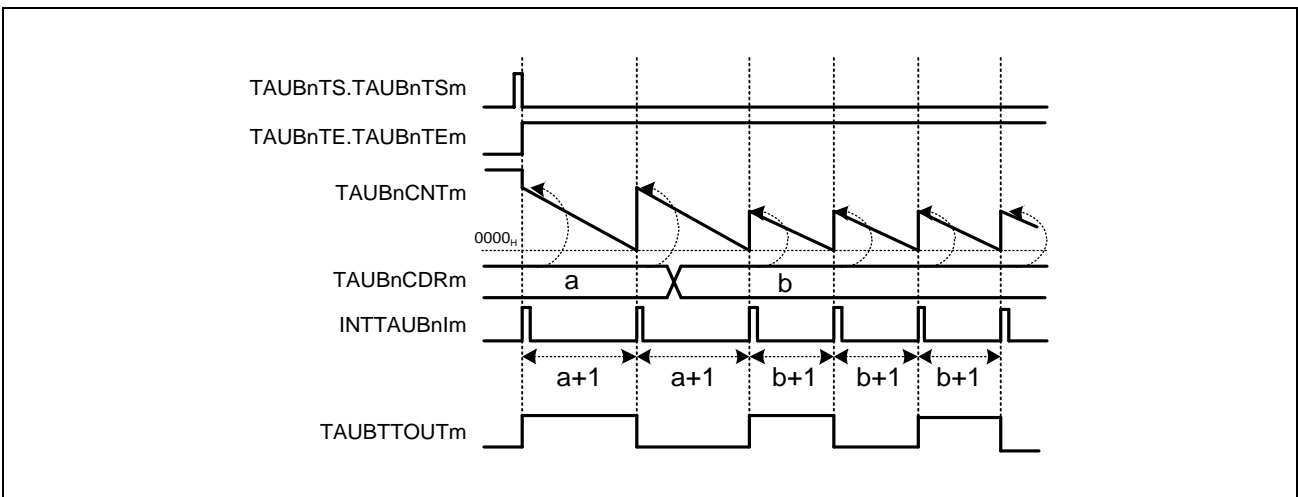 TAUBnTS.TAUBnTSm
TAUBnTE.TAUBnTEm
TAUBnCNTm
0000H
TAUBnCDRm
a
b
INTTAUBnIm
a+1
a+1
b+1
b+1
b+1
TAUBTTOUTm